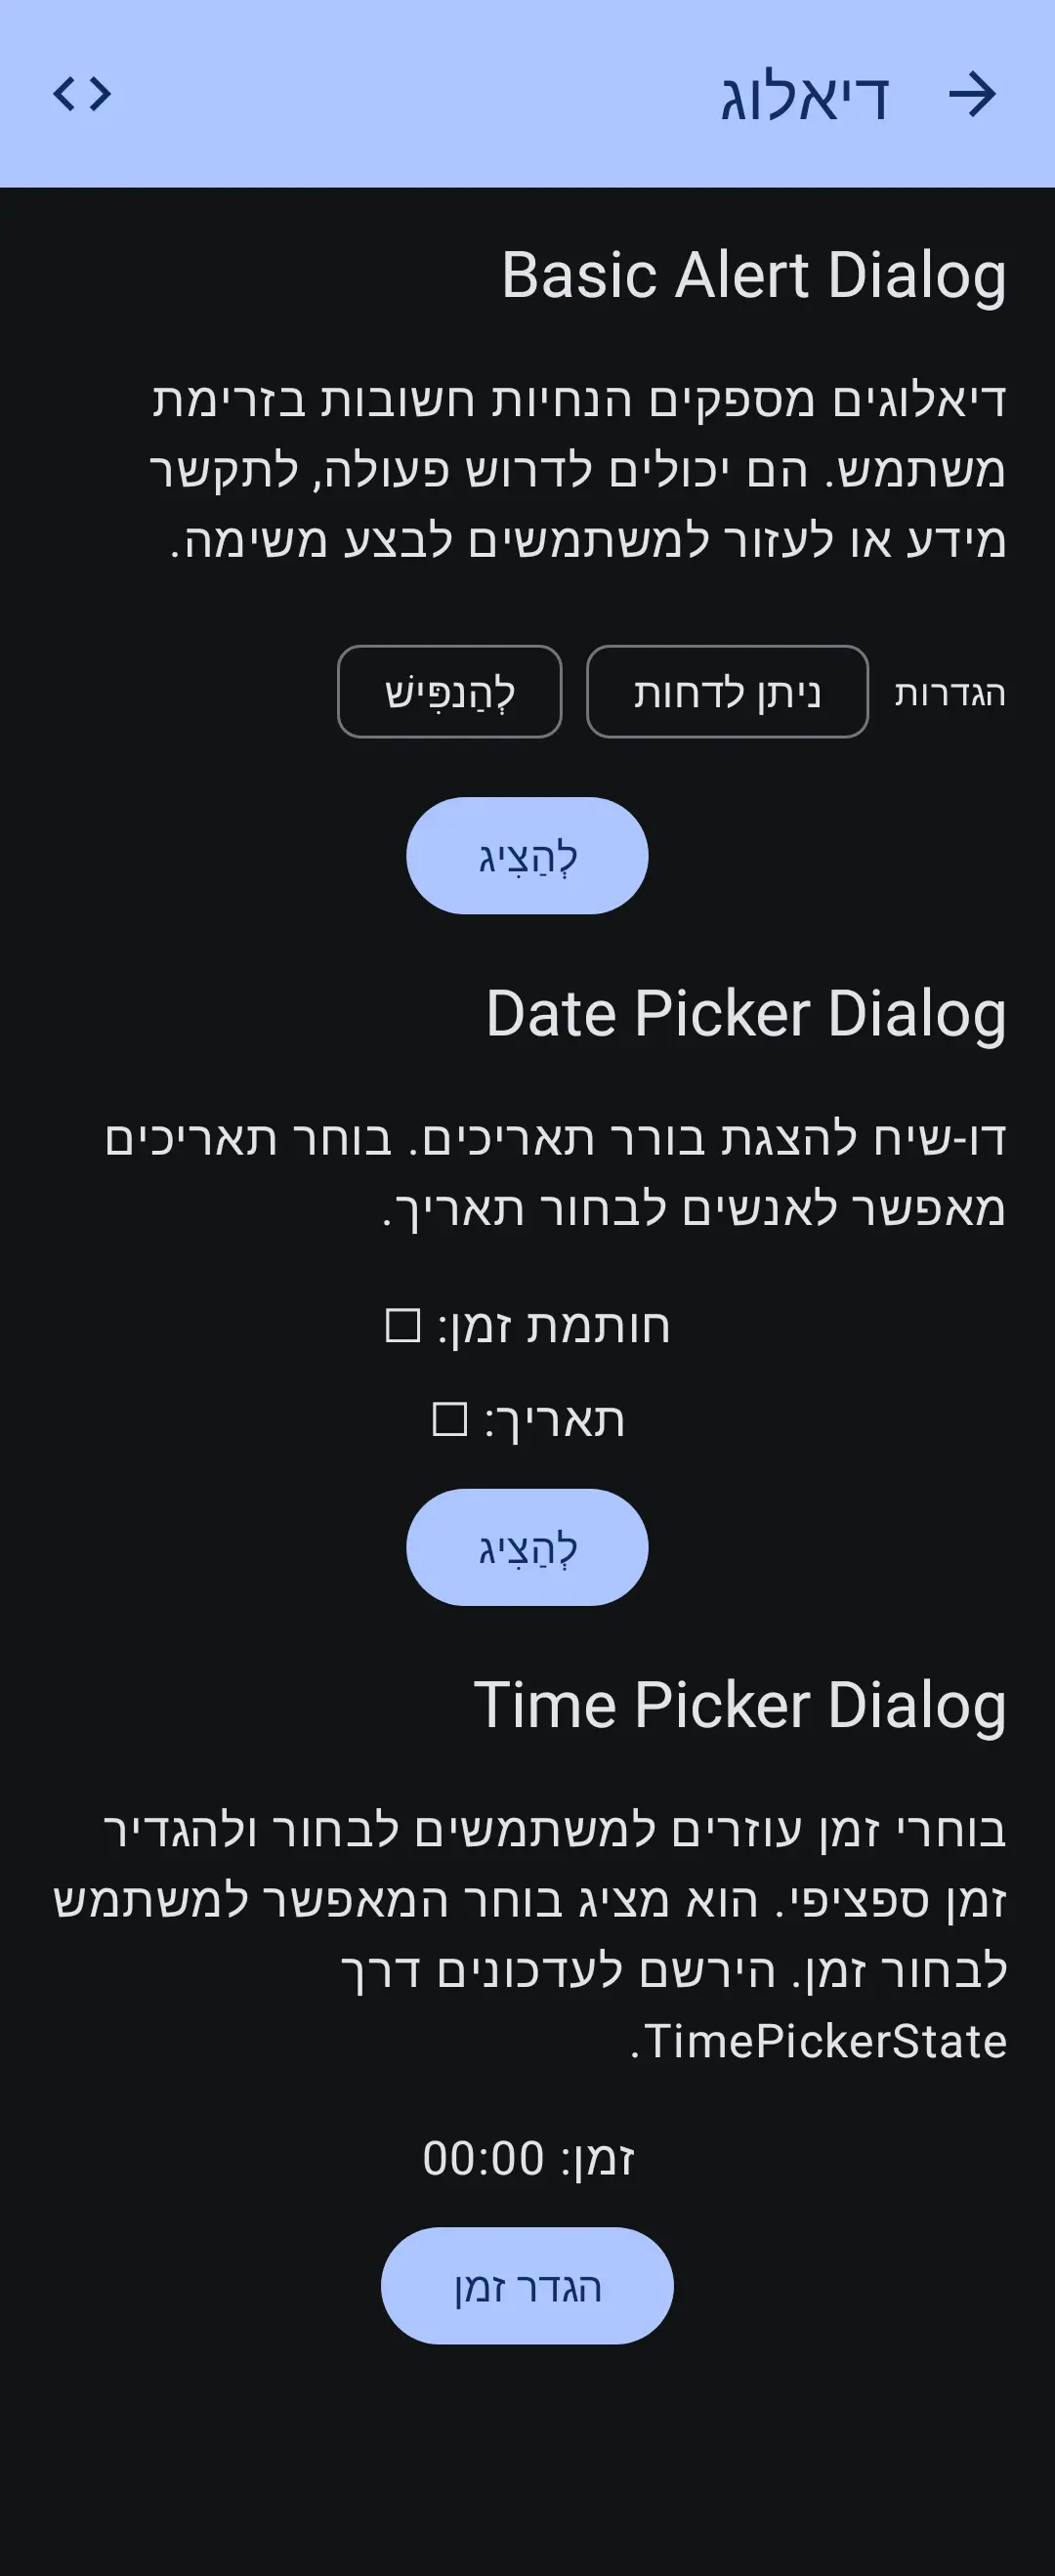 דיאלוג
Basic Alert Dialog
דיאלוגים מספקים הנחיות חשובות בזרימת
משתמש. הם יכולים לדרוש פעולה, לתקשר
מידע או לעזור למשתמשים לבצע משימה.
הגדרות
ניתן לדחות
לְהַנפִּישׁ
לְהַצִיג
Date Picker Dialog
דו-שיח להצגת בורר תאריכים. בוחר תאריכים
מאפשר לאנשים לבחור תאריך.
חותמת זמן: ☐
תאריך: ☐
לְהַצִיג
Time Picker Dialog
בוחרי זמן עוזרים למשתמשים לבחור ולהגדיר
זמן ספציפי. הוא מציג בוחר המאפשר למשתמש
לבחור זמן. הירשם לעדכונים דרך
TimePickerState.
זמן: 00:00
הגדר זמן